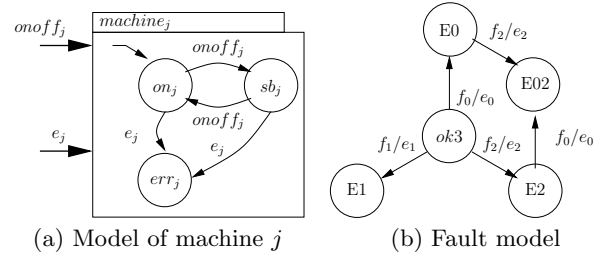 machine_j
onoff_j
onoff_j
on_j
sb_j
onoff_j
e_j
e_j
e_j
err_j
(a) Model of machine j
E0
f_2/e_2
E02
f_0/e_0
ok3
f_0/e_0
f_1/e_1
f_2/e_2
E1
E2
(b) Fault model